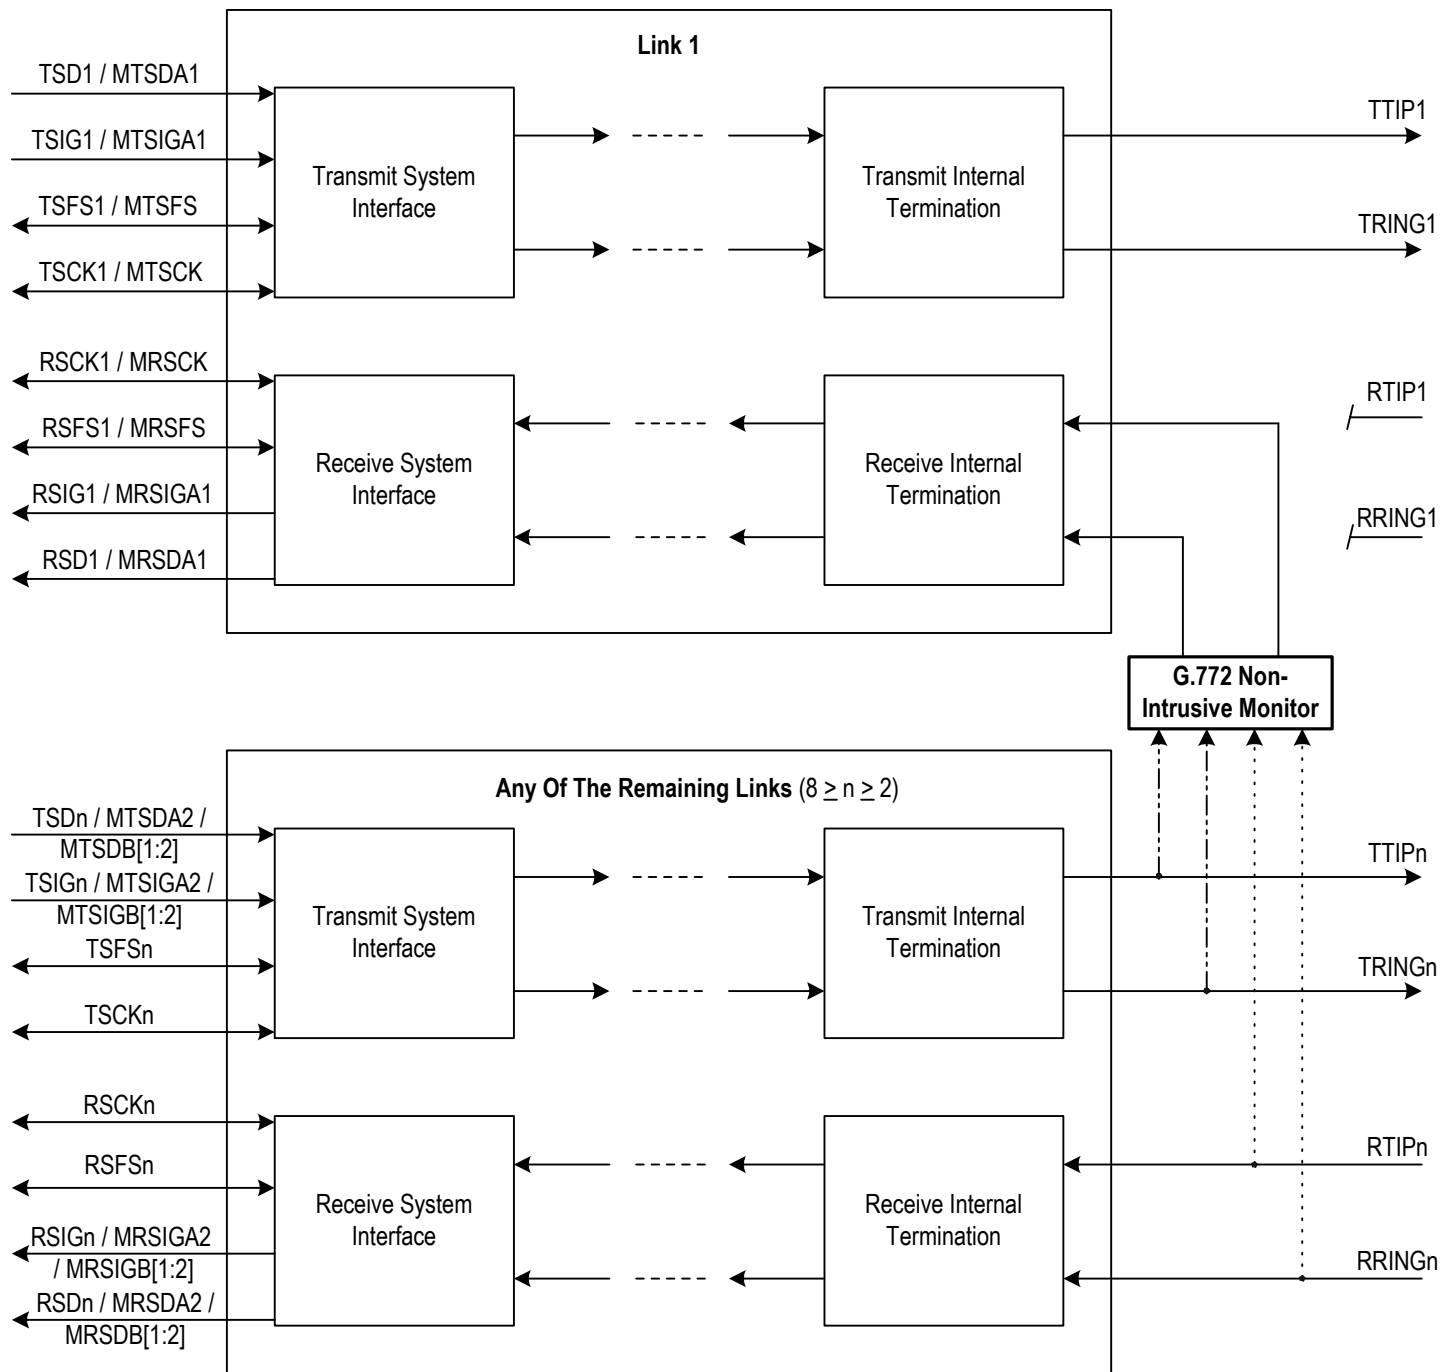 Link 1
TSD1 / MTSDA1
TSIG1 / MTSIGA1
TSFS1 / MTSFS
TSCK1 / MTSCK
Transmit System
Interface
Transmit Internal
Termination
TTIP1
TRING1
RSCK1 / MRSCK
RSFS1 / MRSFS
RSIG1 / MRSIGA1
RSD1 / MRSDA1
Receive System
Interface
Receive Internal
Termination
RTIP1
RRING1
G.772 Non-
Intrusive Monitor
Any Of The Remaining Links (8 ≥ n ≥ 2)
TSDn / MTSDA2 /
MTSDB[1:2]
TSIGn / MTSIGA2 /
MTSIGB[1:2]
TSFSn
TSCKn
Transmit System
Interface
Transmit Internal
Termination
TTIPn
TRINGn
RSCKn
RSFSn
RSIGn / MRSIGA2
/ MRSIGB[1:2]
RSDn / MRSDA2 /
MRSDB[1:2]
Receive System
Interface
Receive Internal
Termination
RTIPn
RRINGn